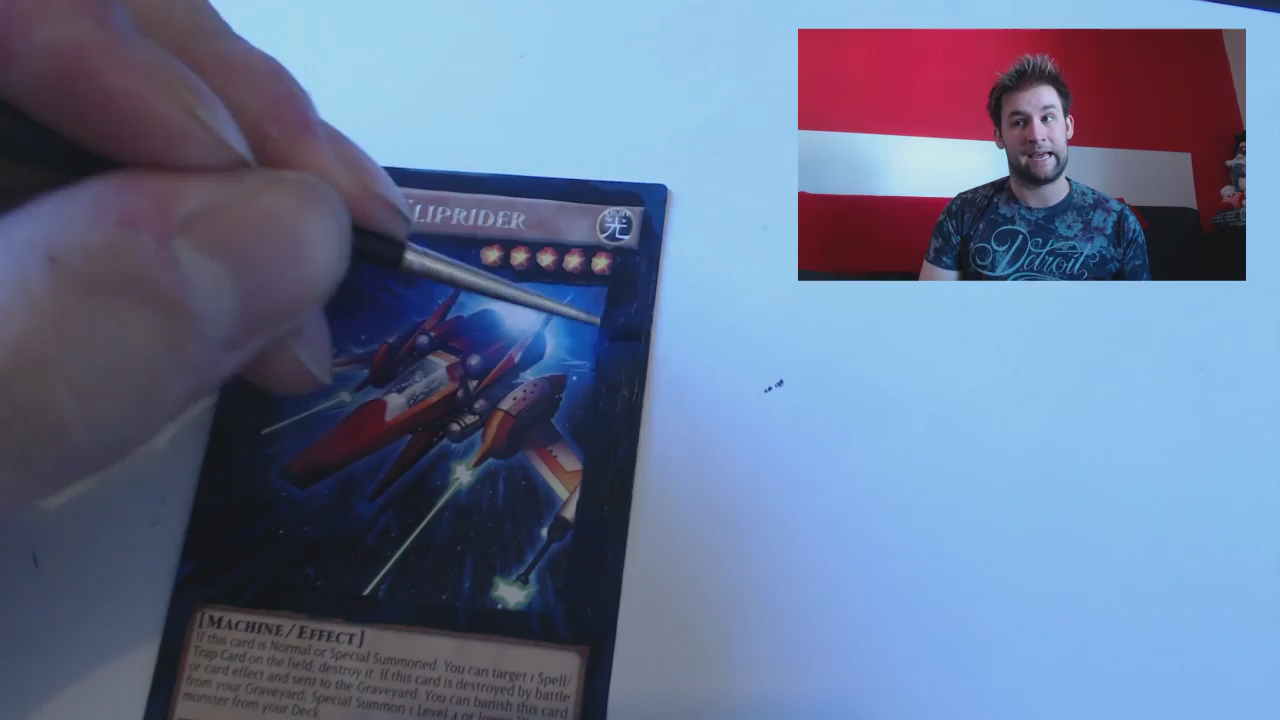 LIPRIDER
LIGHT
光
[MACHINE/EFFECT]
If this card is Normal or Special Summoned: You can target 1 Spell/
Trap Card on the field; destroy it. If this card is destroyed by battle
or card effect and sent to the Graveyard: You can banish this card
from your Graveyard; Special Summon 1 Level 4 or lower
monster from your Deck.
Detroit